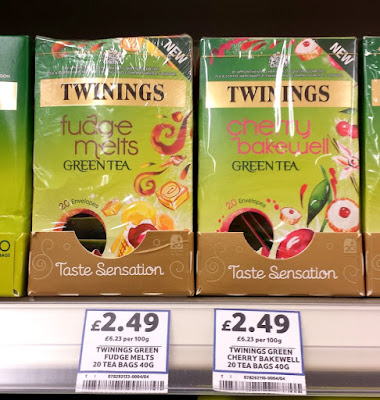 NEW
TWININGS
fudge
melts
GREEN TEA
20 Envelopes
Taste Sensation
NEW
TWININGS
cherry
bakewell
GREEN TEA
20 Envelopes
Taste Sensation
BAGS
£2.49
£6.23 per 100g
TWININGS GREEN
FUDGE MELTS
20 TEA BAGS 40G
£2.49
£6.23 per 100g
TWININGS GREEN
CHERRY BAKEWELL
20 TEA BAGS 40G